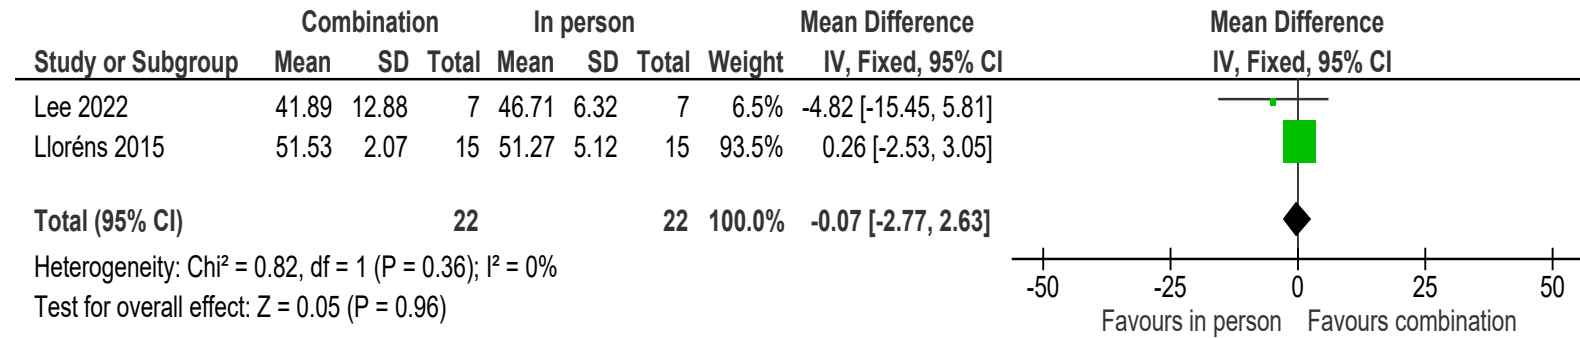 Combination In person Mean Difference Mean Difference
Study or Subgroup Mean SD Total Mean SD Total Weight IV, Fixed, 95% CI IV, Fixed, 95% CI
Lee 2022 41.89 12.88 7 46.71 6.32 7 6.5% -4.82 [-15.45, 5.81]
Lloréns 2015 51.53 2.07 15 51.27 5.12 15 93.5% 0.26 [-2.53, 3.05]
Total (95% CI) 22 22 100.0% -0.07 [-2.77, 2.63]
Heterogeneity: Chi² = 0.82, df = 1 (P = 0.36); I² = 0%
Test for overall effect: Z = 0.05 (P = 0.96)
-50 -25 0 25 50
Favours in person Favours combination